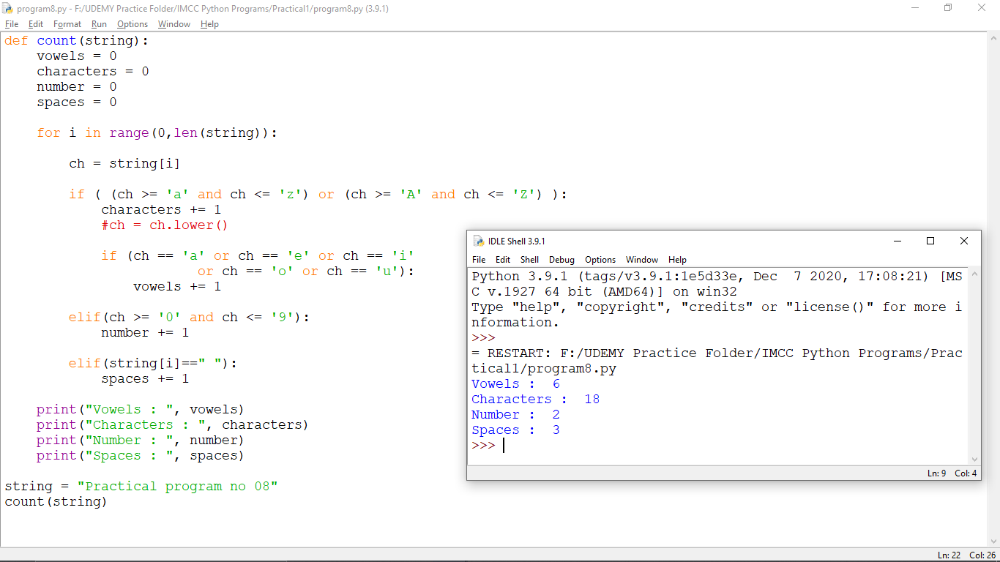 program8.py - F:/UDEMY Practice Folder/IMCC Python Programs/Practical1/program8.py (3.9.1)
File Edit Format Run Options Window Help
def count(string):
    vowels = 0
    characters = 0
    number = 0
    spaces = 0
    for i in range(0,len(string)):
        ch = string[i]
        if ( (ch >= 'a' and ch <= 'z') or (ch >= 'A' and ch <= 'Z') ):
            characters += 1
            #ch = ch.lower()
            if (ch == 'a' or ch == 'e' or ch == 'i'
                        or ch == 'o' or ch == 'u'):
                vowels += 1
        elif(ch >= '0' and ch <= '9'):
            number += 1
        elif(string[i]==" "):
            spaces += 1
    print("Vowels : ", vowels)
    print("Characters : ", characters)
    print("Number : ", number)
    print("Spaces : ", spaces)
string = "Practical program no 08"
count(string)
IDLE Shell 3.9.1
File Edit Shell Debug Options Window Help
Python 3.9.1 (tags/v3.9.1:1e5d33e, Dec  7 2020, 17:08:21) [MS
C v.1927 64 bit (AMD64)] on win32
Type "help", "copyright", "credits" or "license()" for more i
nformation.
>>>
= RESTART: F:/UDEMY Practice Folder/IMCC Python Programs/Prac
tical1/program8.py
Vowels :  6
Characters :  18
Number :  2
Spaces :  3
>>>
Ln: 9 Col: 4
Ln: 22 Col: 26